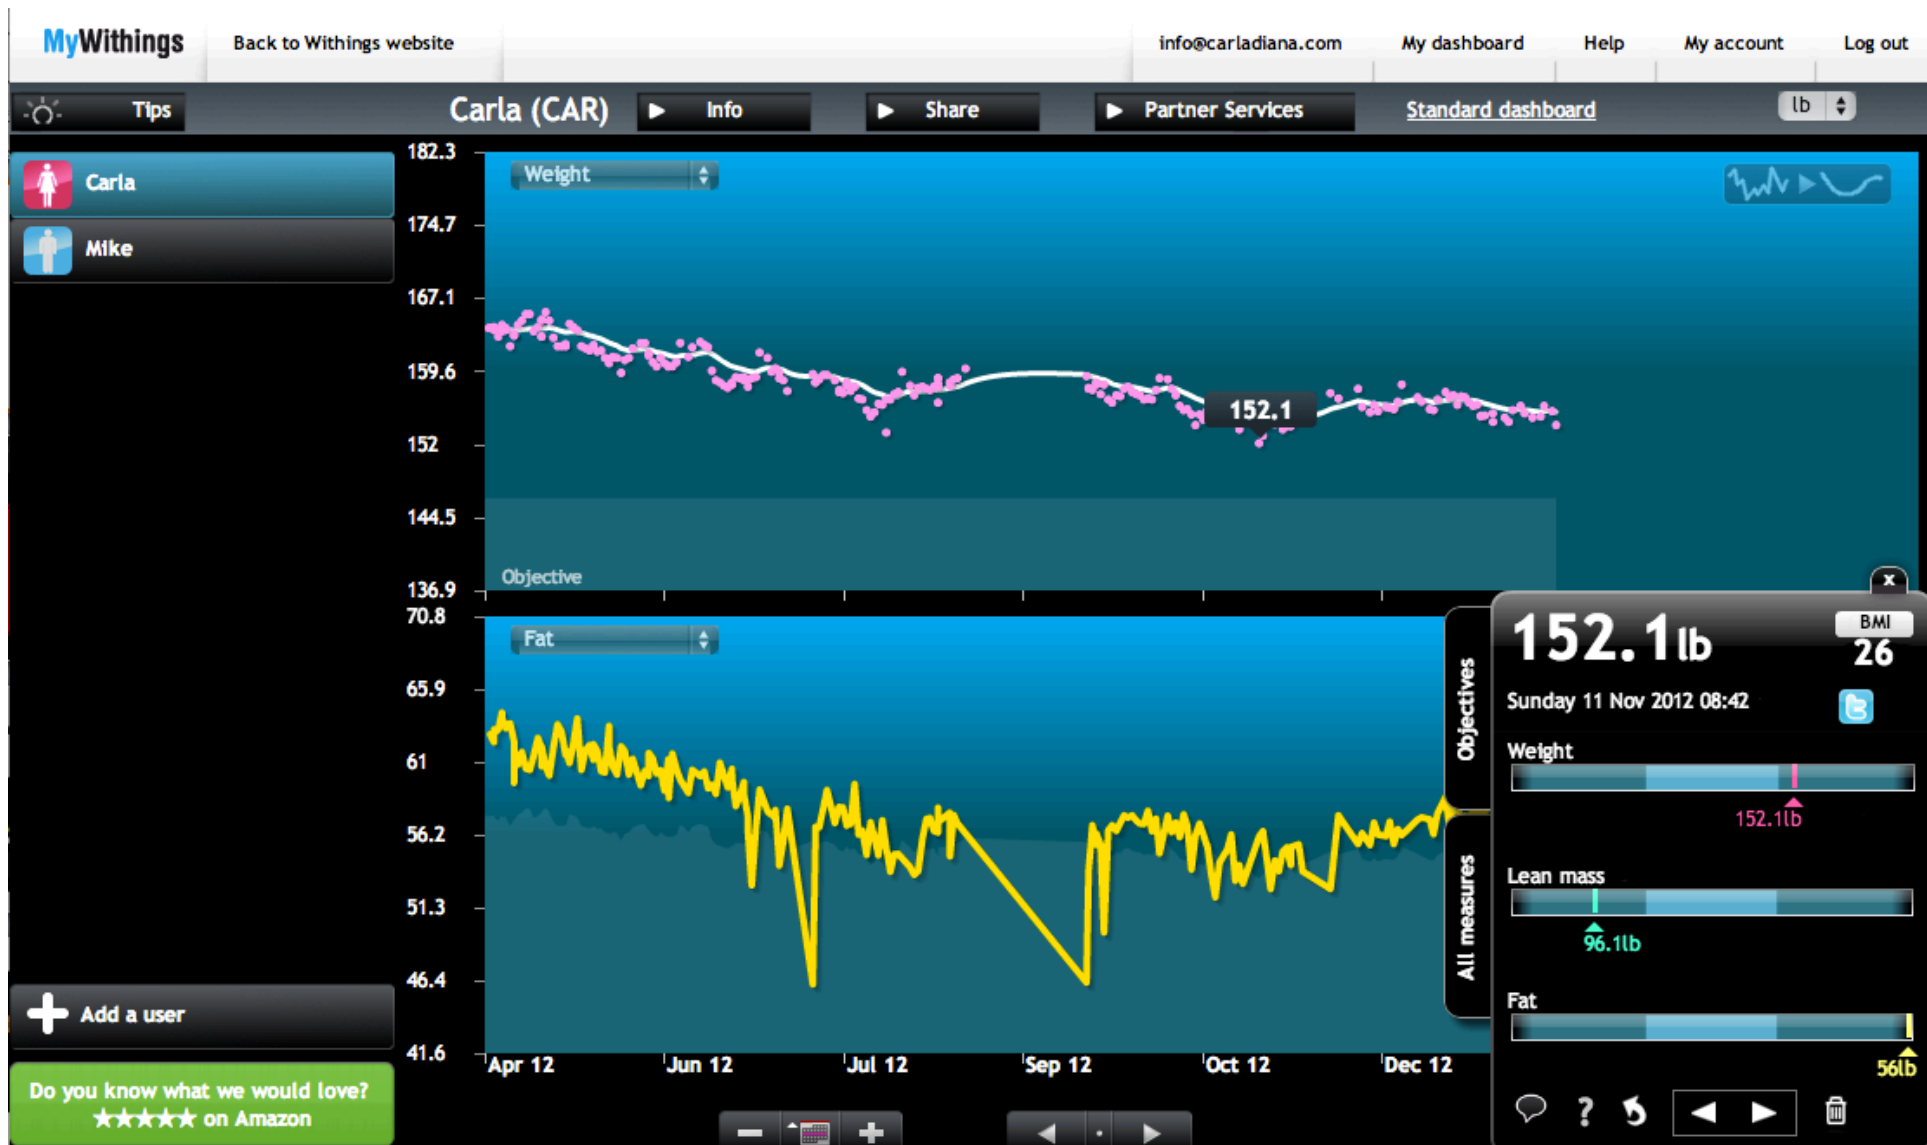 MyWithings
Back to Withings website
info@carladiana.com
My dashboard
Help
My account
Log out
Tips
Carla (CAR)
Info
Share
Partner Services
Standard dashboard
lb
Carla
Mike
Add a user
Do you know what we would love?
★★★★★ on Amazon
Weight
182.3
174.7
167.1
159.6
152
144.5
136.9
152.1
Objective
Fat
70.8
65.9
61
56.2
51.3
46.4
41.6
'Apr 12
'Jun 12
'Jul 12
'Sep 12
'Oct 12
'Dec 12
Objectives
All measures
x
152.1 lb
BMI
26
Sunday 11 Nov 2012 08:42
Weight
152.1lb
Lean mass
96.1lb
Fat
56lb
?